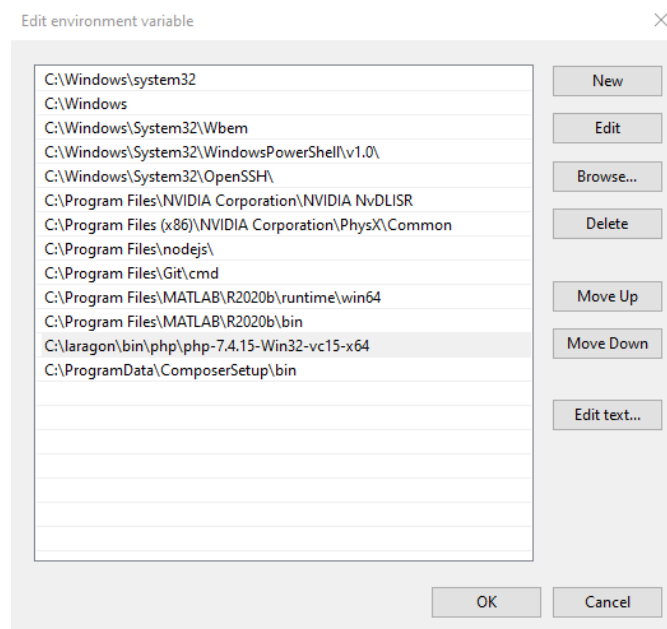 Edit environment variable
C:\Windows\system32
C:\Windows
C:\Windows\System32\Wbem
C:\Windows\System32\WindowsPowerShell\v1.0\
C:\Windows\System32\OpenSSH\
C:\Program Files\NVIDIA Corporation\NVIDIA NvDLISR
C:\Program Files (x86)\NVIDIA Corporation\PhysX\Common
C:\Program Files\nodejs\
C:\Program Files\Git\cmd
C:\Program Files\MATLAB\R2020b\runtime\win64
C:\Program Files\MATLAB\R2020b\bin
C:\laragon\bin\php\php-7.4.15-Win32-vc15-x64
C:\ProgramData\ComposerSetup\bin
New
Edit
Browse...
Delete
Move Up
Move Down
Edit text...
OK
Cancel